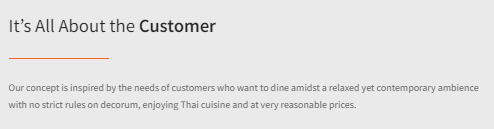 It’s All About the Customer
Our concept is inspired by the needs of customers who want to dine amidst a relaxed yet contemporary ambience
with no strict rules on decorum, enjoying Thai cuisine and at very reasonable prices.